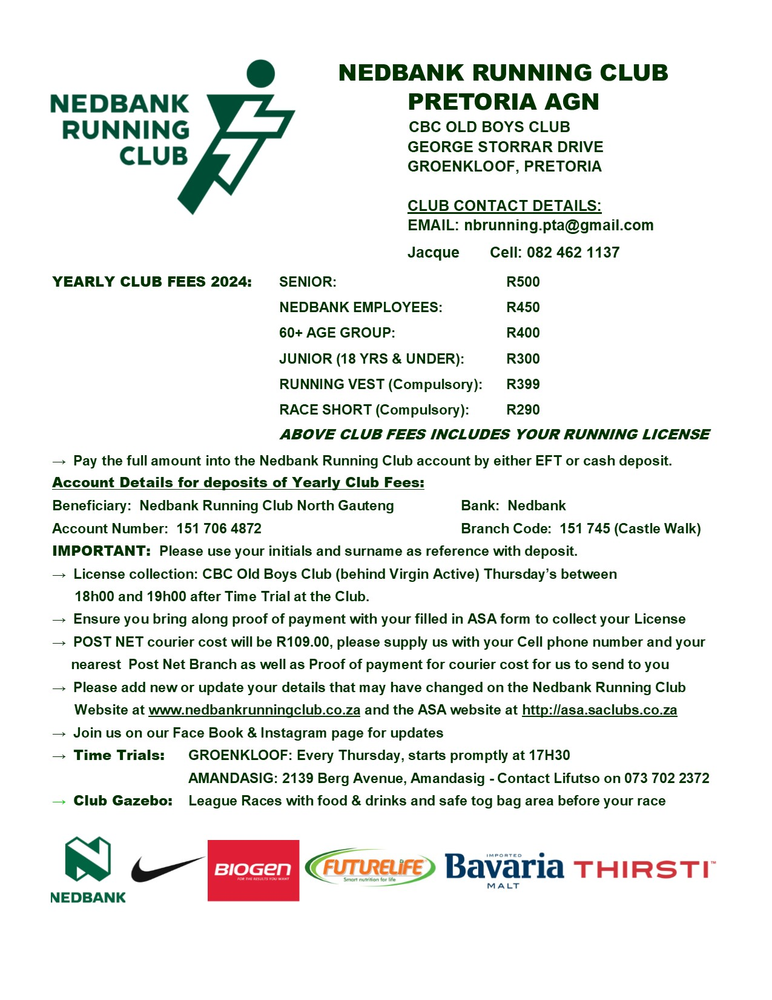 NEDBANK
RUNNING
CLUB
NEDBANK RUNNING CLUB
PRETORIA AGN
CBC OLD BOYS CLUB
GEORGE STORRAR DRIVE
GROENKLOOF, PRETORIA
CLUB CONTACT DETAILS:
EMAIL: nbrunning.pta@gmail.com
Jacque Cell: 082 462 1137
YEARLY CLUB FEES 2024: SENIOR: R500
NEDBANK EMPLOYEES: R450
60+ AGE GROUP: R400
JUNIOR (18 YRS & UNDER): R300
RUNNING VEST (Compulsory): R399
RACE SHORT (Compulsory): R290
ABOVE CLUB FEES INCLUDES YOUR RUNNING LICENSE
→ Pay the full amount into the Nedbank Running Club account by either EFT or cash deposit.
Account Details for deposits of Yearly Club Fees:
Beneficiary: Nedbank Running Club North Gauteng Bank: Nedbank
Account Number: 151 706 4872 Branch Code: 151 745 (Castle Walk)
IMPORTANT: Please use your initials and surname as reference with deposit.
→ License collection: CBC Old Boys Club (behind Virgin Active) Thursday’s between
18h00 and 19h00 after Time Trial at the Club.
→ Ensure you bring along proof of payment with your filled in ASA form to collect your License
→ POST NET courier cost will be R109.00, please supply us with your Cell phone number and your
nearest Post Net Branch as well as Proof of payment for courier cost for us to send to you
→ Please add new or update your details that may have changed on the Nedbank Running Club
Website at www.nedbankrunningclub.co.za and the ASA website at http://asa.saclubs.co.za
→ Join us on our Face Book & Instagram page for updates
→ Time Trials: GROENKLOOF: Every Thursday, starts promptly at 17H30
AMANDASIG: 2139 Berg Avenue, Amandasig - Contact Lifutso on 073 702 2372
→ Club Gazebo: League Races with food & drinks and safe tog bag area before your race
NEDBANK
BIOGEN
FOR THE RESULTS YOU WANT
FUTURELIFE®
Smart nutrition for life
IMPORTED
Bavaria
MALT
THIRSTI™